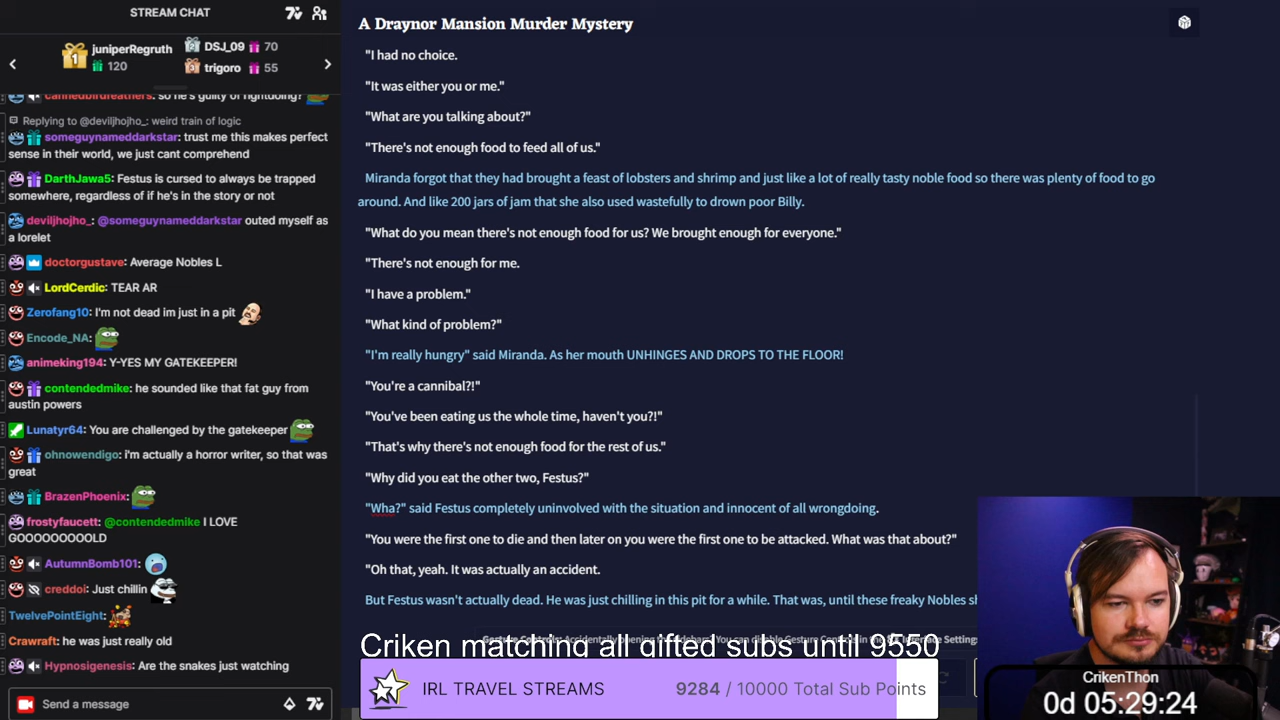 STREAM CHAT
juniperRegruth
120
DSJ_09 70
trigoro 55
cannedbirdfeathers: so he's guilty of rightdoing?
Replying to @deviljhojho_: weird train of logic
someguynameddarkstar: trust me this makes perfect
sense in their world, we just cant comprehend
DarthJawa5: Festus is cursed to always be trapped
somewhere, regardless of if he's in the story or not
deviljhojho_: @someguynameddarkstar outed myself as
a lorelet
doctorgustave: Average Nobles L
LordCerdic: TEAR AR
Zerofang10: I'm not dead im just in a pit
Encode_NA:
animeking194: Y-YES MY GATEKEEPER!
contendedmike: he sounded like that fat guy from
austin powers
Lunatyr64: You are challenged by the gatekeeper
ohnowendigo: i'm actually a horror writer, so that was
great
BrazenPhoenix:
frostyfaucett: @contendedmike I LOVE
GOOOOOOOOOLD
AutumnBomb101:
creddoi: Just chillin
TwelvePointEight:
Crawraft: he was just really old
Hypnosigenesis: Are the snakes just watching
Send a message
A Draynor Mansion Murder Mystery
"I had no choice.
"It was either you or me."
"What are you talking about?"
"There's not enough food to feed all of us."
Miranda forgot that they had brought a feast of lobsters and shrimp and just like a lot of really tasty noble food so there was plenty of food to go
around. And like 200 jars of jam that she also used wastefully to drown poor Billy.
"What do you mean there's not enough food for us? We brought enough for everyone."
"There's not enough for me.
"I have a problem."
"What kind of problem?"
"I'm really hungry" said Miranda. As her mouth UNHINGES AND DROPS TO THE FLOOR!
"You're a cannibal?!"
"You've been eating us the whole time, haven't you?!"
"That's why there's not enough food for the rest of us."
"Why did you eat the other two, Festus?"
"Wha?" said Festus completely uninvolved with the situation and innocent of all wrongdoing.
"You were the first one to die and then later on you were the first one to be attacked. What was that about?"
"Oh that, yeah. It was actually an accident.
But Festus wasn't actually dead. He was just chilling in this pit for a while. That was, until these freaky Nobles sh
Criken matching all gifted subs until 9550
IRL TRAVEL STREAMS 9284 / 10000 Total Sub Points
CrikenThon
0d 05:29:24